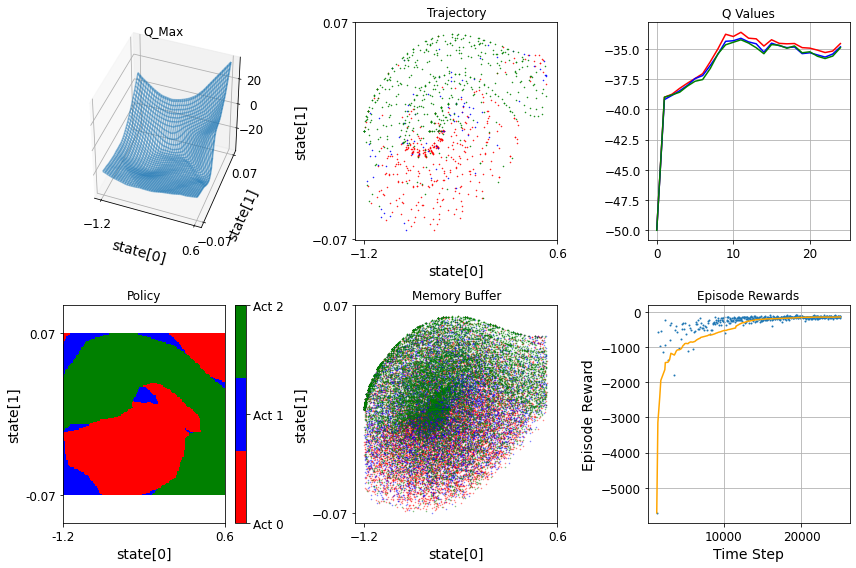 Q_Max
20
0
−20
0.07
−0.07
state[1]
−1.2
0.6
state[0]
Trajectory
0.07
−0.07
state[1]
−1.2
0.6
state[0]
Q Values
−35.0
−37.5
−40.0
−42.5
−45.0
−47.5
−50.0
0
10
20
Policy
0.07
-0.07
state[1]
-1.2
0.6
state[0]
Act 2
Act 1
Act 0
Memory Buffer
0.07
−0.07
state[1]
−1.2
0.6
state[0]
Episode Rewards
0
−1000
−2000
−3000
−4000
−5000
Episode Reward
10000
20000
Time Step